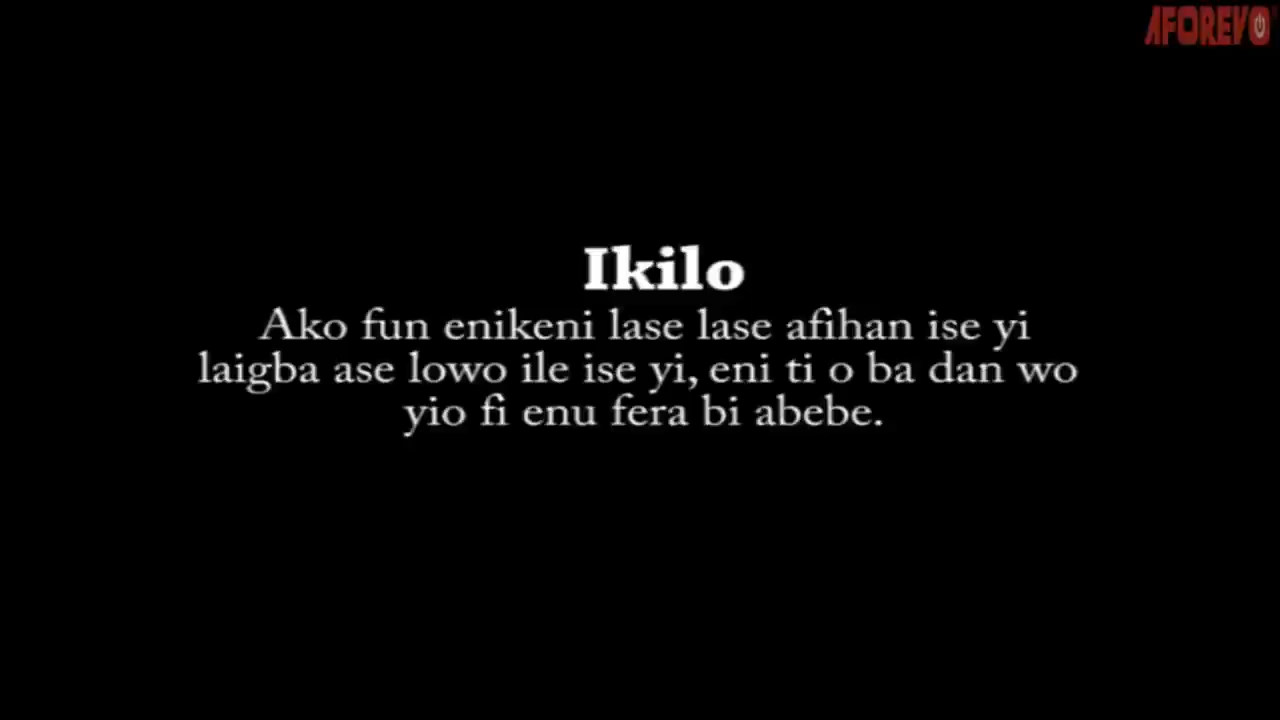 AFOREVO
Ikilo
Ako fun enikeni lase lase afihan ise yi
laigba ase lowo ile ise yi, eni ti o ba dan wo
yio fi enu fera bi abebe.